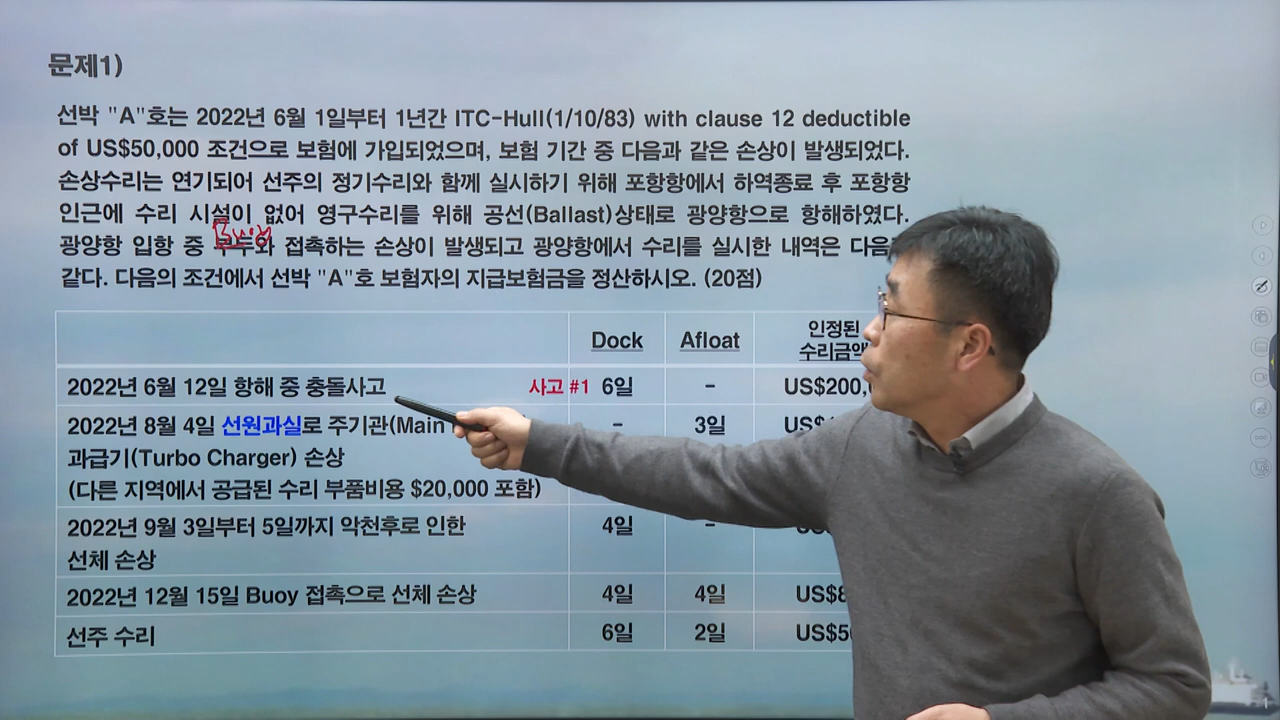 문제1)
선박 "A"호는 2022년 6월 1일부터 1년간 ITC-Hull(1/10/83) with clause 12 deductible
of US$50,000 조건으로 보험에 가입되었으며, 보험 기간 중 다음과 같은 손상이 발생되었다.
손상수리는 연기되어 선주의 정기수리와 함께 실시하기 위해 포항항에서 하역종료 후 포항항
인근에 수리 시설이 없어 영구수리를 위해 공선(Ballast)상태로 광양항으로 항해하였다.
Buoy
광양항 입항 중 부두와 접촉하는 손상이 발생되고 광양항에서 수리를 실시한 내역은 다음
같다. 다음의 조건에서 선박 "A"호 보험자의 지급보험금을 정산하시오. (20점)
Dock Afloat 인정된
수리금액
2022년 6월 12일 항해 중 충돌사고 사고 #1 6일 - US$200,
2022년 8월 4일 선원과실로 주기관(Main - 3일 US$
과급기(Turbo Charger) 손상
(다른 지역에서 공급된 수리 부품비용 $20,000 포함)
2022년 9월 3일부터 5일까지 악천후로 인한 4일 -
선체 손상
2022년 12월 15일 Buoy 접촉으로 선체 손상 4일 4일 US$8
선주 수리 6일 2일 US$50